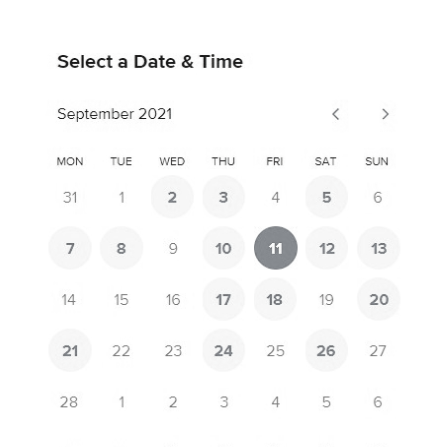 Select a Date & Time
September 2021
MON TUE WED THU FRI SAT SUN
31 1 2 3 4 5 6
7 8 9 10 11 12 13
14 15 16 17 18 19 20
21 22 23 24 25 26 27
28 1 2 3 4 5 6